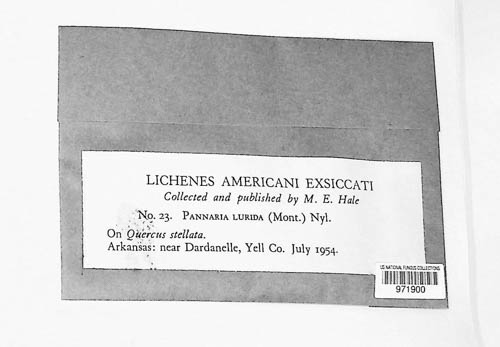 LICHENES AMERICANI EXSICCATI
Collected and published by M. E. Hale
No. 23. PANNARIA LURIDA (Mont.) Nyl.
On Quercus stellata.
Arkansas: near Dardanelle, Yell Co. July 1954.
US NATIONAL FUNGUS COLLECTIONS
971900